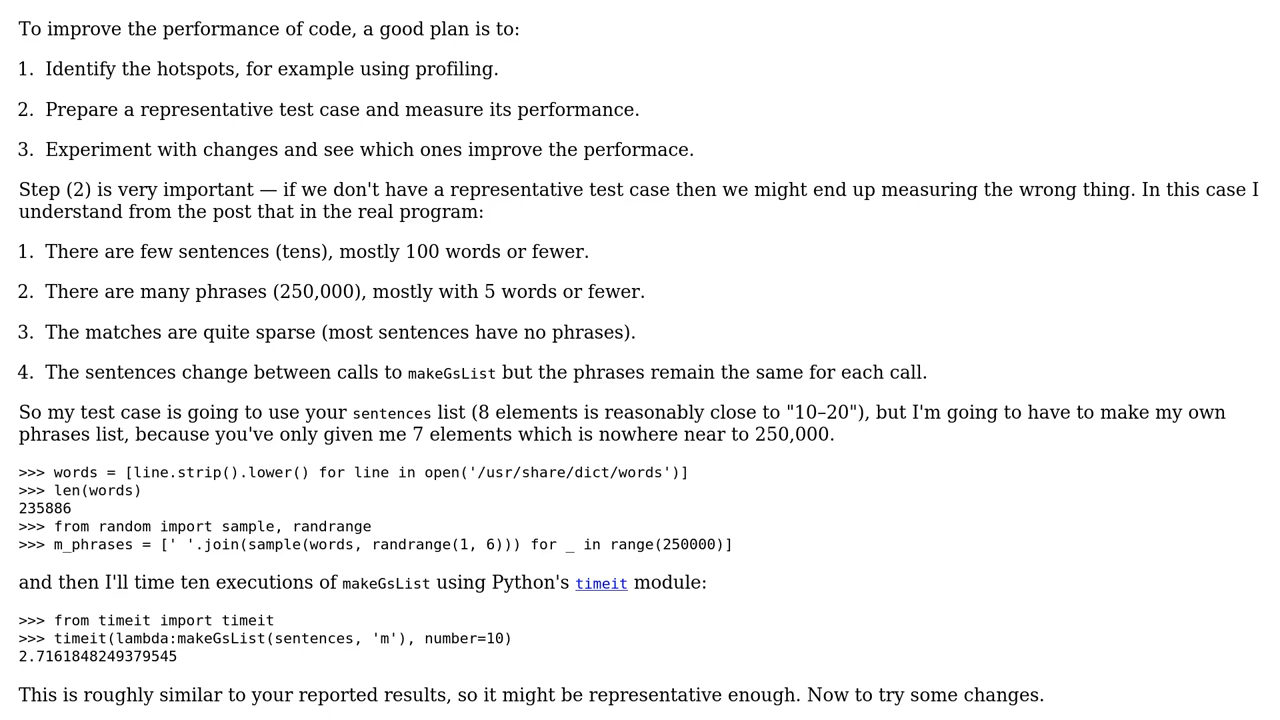 To improve the performance of code, a good plan is to:
1. Identify the hotspots, for example using profiling.
2. Prepare a representative test case and measure its performance.
3. Experiment with changes and see which ones improve the performace.
Step (2) is very important — if we don't have a representative test case then we might end up measuring the wrong thing. In this case I
understand from the post that in the real program:
1. There are few sentences (tens), mostly 100 words or fewer.
2. There are many phrases (250,000), mostly with 5 words or fewer.
3. The matches are quite sparse (most sentences have no phrases).
4. The sentences change between calls to makeGsList but the phrases remain the same for each call.
So my test case is going to use your sentences list (8 elements is reasonably close to "10–20"), but I'm going to have to make my own
phrases list, because you've only given me 7 elements which is nowhere near to 250,000.
>>> words = [line.strip().lower() for line in open('/usr/share/dict/words')]
>>> len(words)
235886
>>> from random import sample, randrange
>>> m_phrases = [' '.join(sample(words, randrange(1, 6))) for _ in range(250000)]
and then I'll time ten executions of makeGsList using Python's timeit module:
>>> from timeit import timeit
>>> timeit(lambda:makeGsList(sentences, 'm'), number=10)
2.7161848249379545
This is roughly similar to your reported results, so it might be representative enough. Now to try some changes.